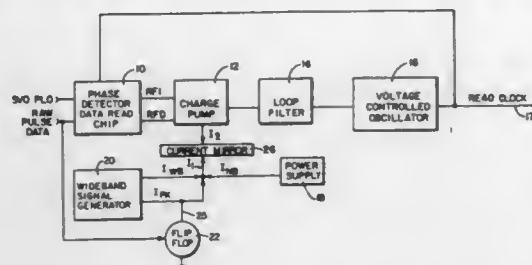 10
PHASE
DETECTOR
DATA READ
CHIP
SVO PLO
RAW
PULSE
DATA
RFI
RFD
12
CHARGE
PUMP
16
LOOP
FILTER
16
VOLTAGE
CONTROLLED
OSCILLATOR
READ CLOCK
17
I2
CURRENT MIRROR
26
I1
20
WIDEBAND
SIGNAL
GENERATOR
IWB
INB
IPK
POWER
SUPPLY
18
25
FLIP
FLOP
22